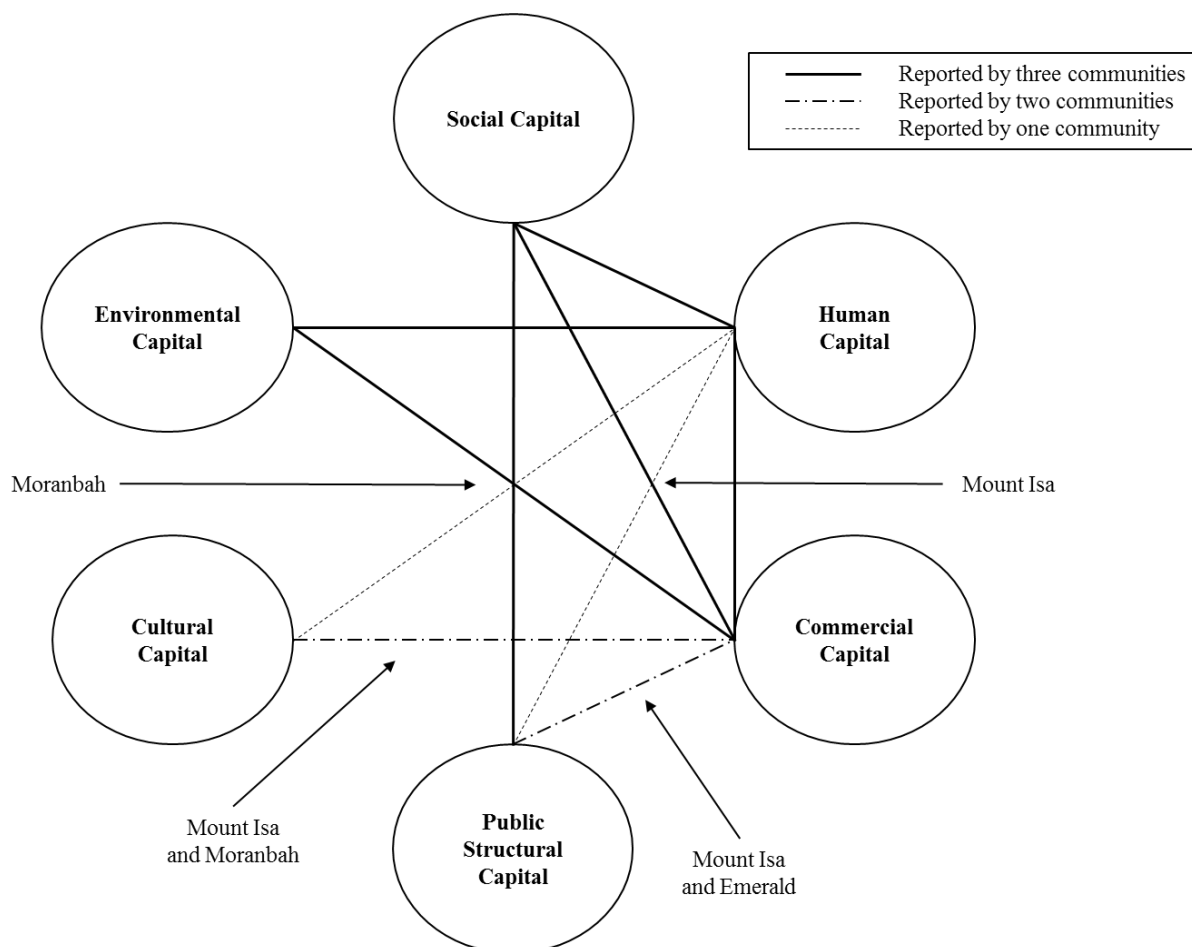 Social Capital
Reported by three communities
Reported by two communities
Reported by one community
Environmental
Capital
Human
Capital
Moranbah
Mount Isa
Cultural
Capital
Commercial
Capital
Mount Isa
and Moranbah
Public
Structural
Capital
Mount Isa
and Emerald